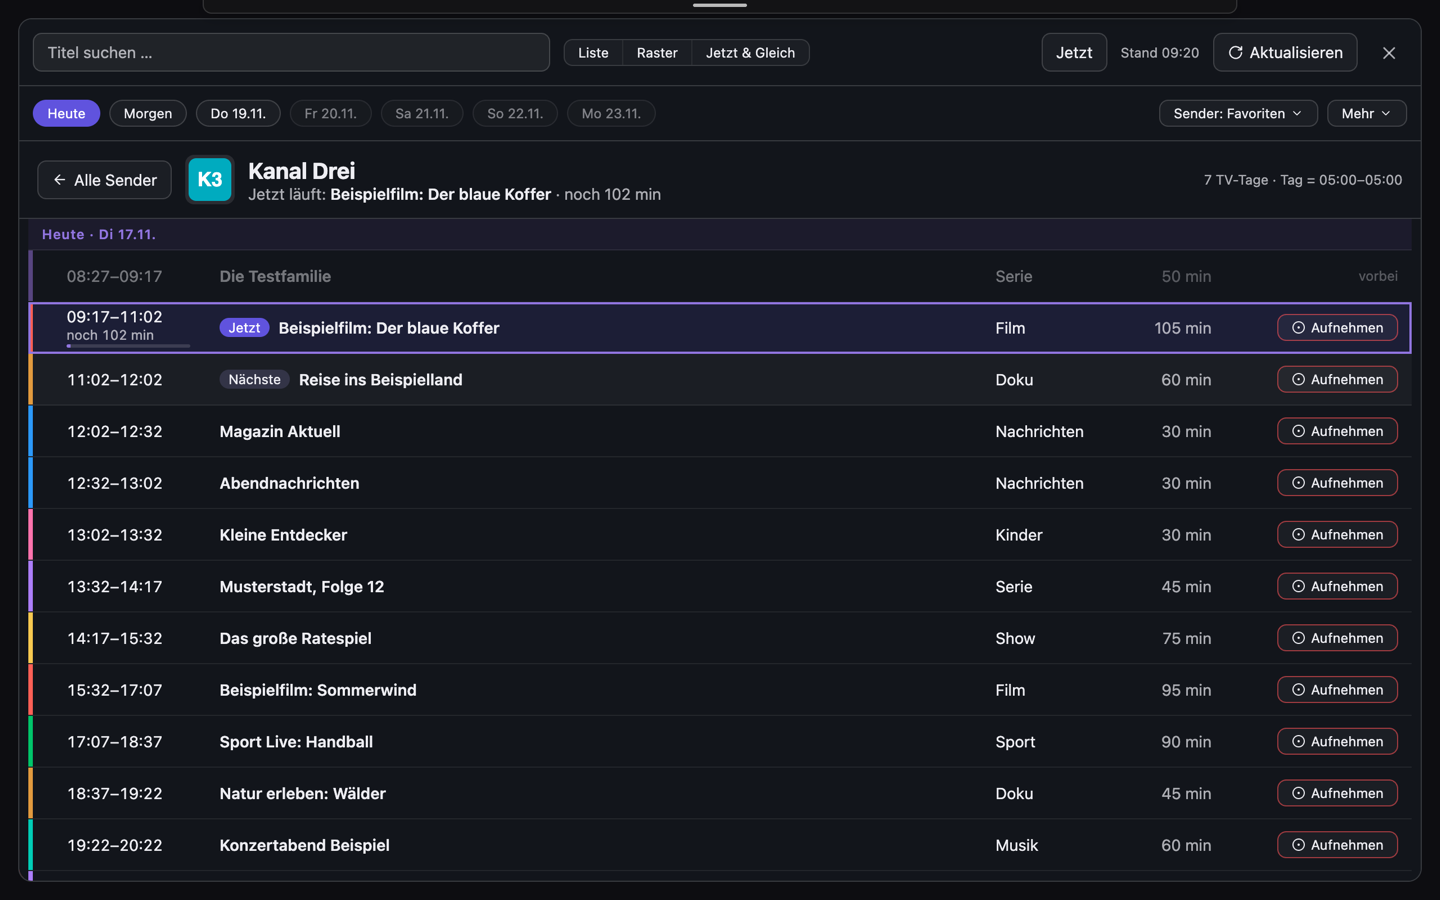 Titel suchen ...
Liste Raster Jetzt & Gleich
Jetzt Stand 09:20 Aktualisieren
Heute Morgen Do 19.11. Fr 20.11. Sa 21.11. So 22.11. Mo 23.11.
Sender: Favoriten Mehr
← Alle Sender
K3
Kanal Drei
Jetzt läuft: Beispielfilm: Der blaue Koffer · noch 102 min
7 TV-Tage · Tag = 05:00–05:00
Heute · Di 17.11.
08:27–09:17 Die Testfamilie Serie 50 min vorbei
09:17–11:02
noch 102 min
Jetzt Beispielfilm: Der blaue Koffer Film 105 min Aufnehmen
11:02–12:02 Nächste Reise ins Beispielland Doku 60 min Aufnehmen
12:02–12:32 Magazin Aktuell Nachrichten 30 min Aufnehmen
12:32–13:02 Abendnachrichten Nachrichten 30 min Aufnehmen
13:02–13:32 Kleine Entdecker Kinder 30 min Aufnehmen
13:32–14:17 Musterstadt, Folge 12 Serie 45 min Aufnehmen
14:17–15:32 Das große Ratespiel Show 75 min Aufnehmen
15:32–17:07 Beispielfilm: Sommerwind Film 95 min Aufnehmen
17:07–18:37 Sport Live: Handball Sport 90 min Aufnehmen
18:37–19:22 Natur erleben: Wälder Doku 45 min Aufnehmen
19:22–20:22 Konzertabend Beispiel Musik 60 min Aufnehmen